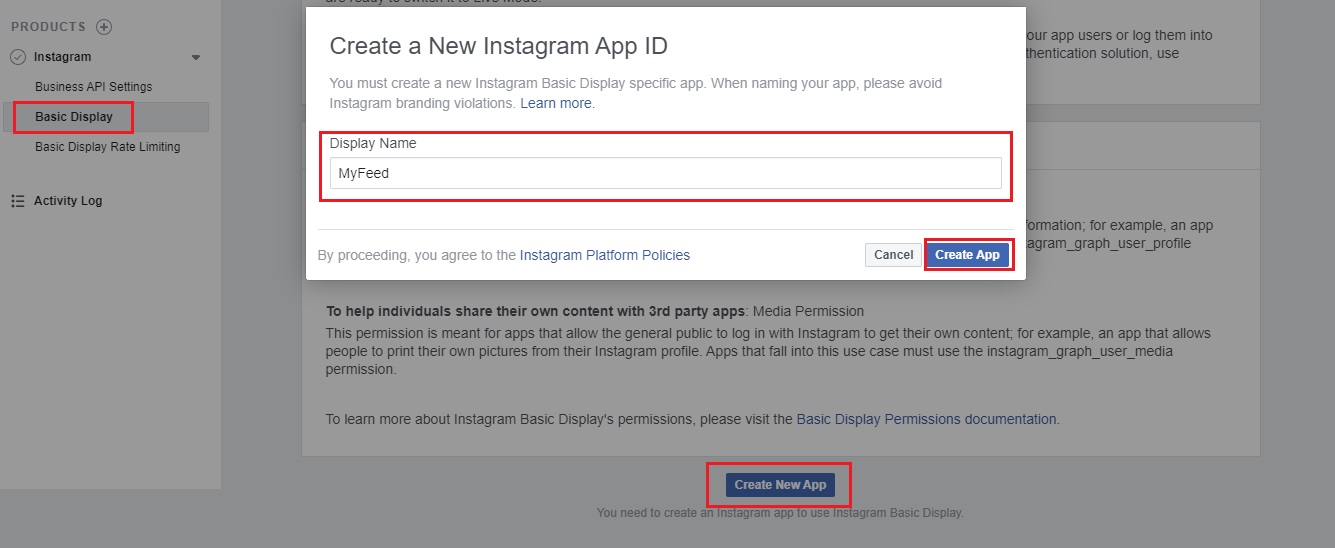 are ready to switch it to Live Mode.
PRODUCTS
Instagram
Business API Settings
Basic Display
Basic Display Rate Limiting
Activity Log
Create a New Instagram App ID
You must create a new Instagram Basic Display specific app. When naming your app, please avoid
Instagram branding violations. Learn more.
Display Name
MyFeed
By proceeding, you agree to the Instagram Platform Policies
Cancel
Create App
our app users or log them into
thentication solution, use
formation; for example, an app
tagram_graph_user_profile
To help individuals share their own content with 3rd party apps: Media Permission
This permission is meant for apps that allow the general public to log in with Instagram to get their own content; for example, an app that allows
people to print their own pictures from their Instagram profile. Apps that fall into this use case must use the instagram_graph_user_media
permission.
To learn more about Instagram Basic Display's permissions, please visit the Basic Display Permissions documentation.
Create New App
You need to create an Instagram app to use Instagram Basic Display.